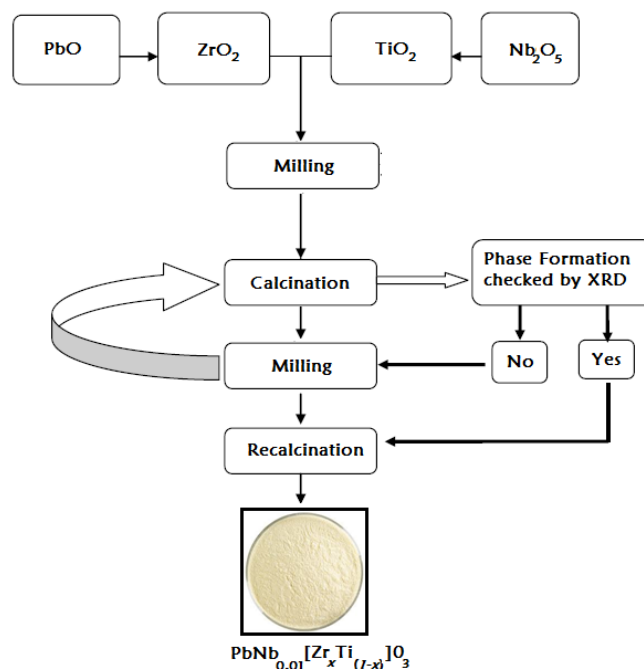 PbO
ZrO₂
TiO₂
Nb₂O₅
Milling
Calcination
Phase Formation
checked by XRD
Milling
No
Yes
Recalcination
PbNb₀.₀₁[ZrₓTi₍₁₋ₓ₎]O₃